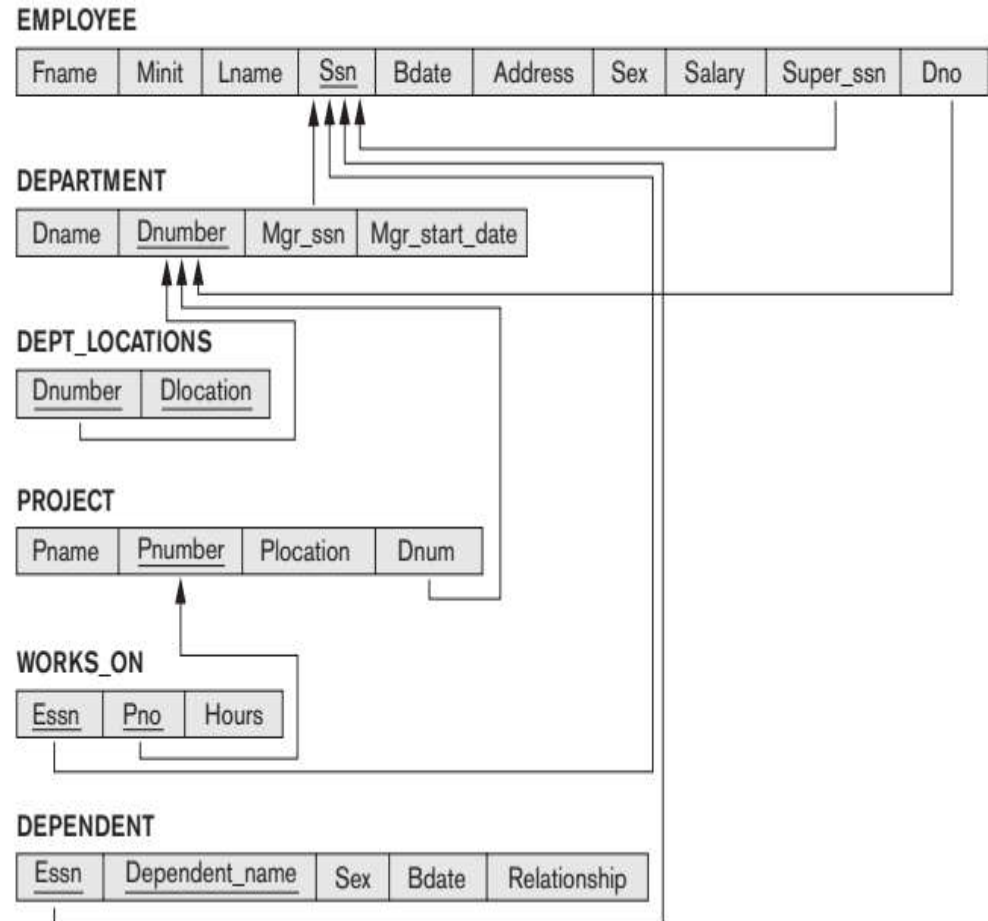 EMPLOYEE
Fname Minit Lname Ssn Bdate Address Sex Salary Super_ssn Dno
DEPARTMENT
Dname Dnumber Mgr_ssn Mgr_start_date
DEPT_LOCATIONS
Dnumber Dlocation
PROJECT
Pname Pnumber Plocation Dnum
WORKS_ON
Essn Pno Hours
DEPENDENT
Essn Dependent_name Sex Bdate Relationship